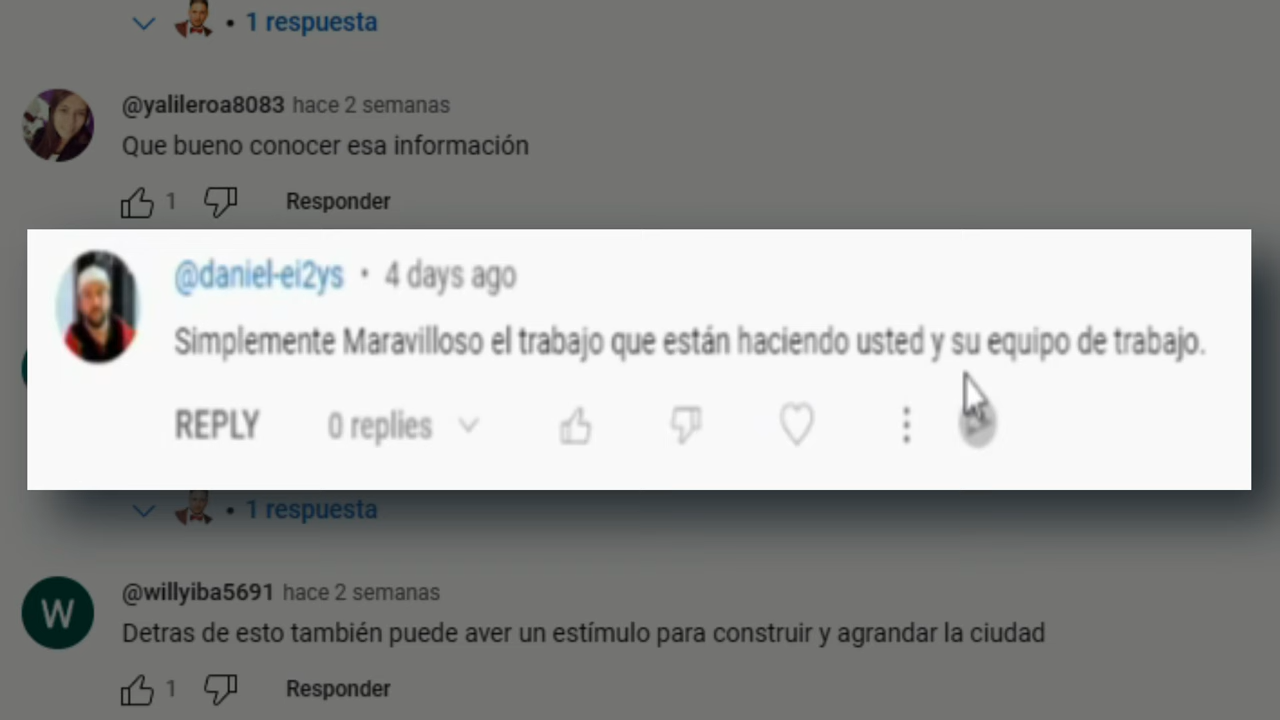 • 1 respuesta
@yalileroa8083 hace 2 semanas
Que bueno conocer esa información
1 Responder
@daniel-ei2ys • 4 days ago
Simplemente Maravilloso el trabajo que están haciendo usted y su equipo de trabajo.
REPLY 0 replies
• 1 respuesta
W
@willyiba5691 hace 2 semanas
Detras de esto también puede aver un estímulo para construir y agrandar la ciudad
1 Responder